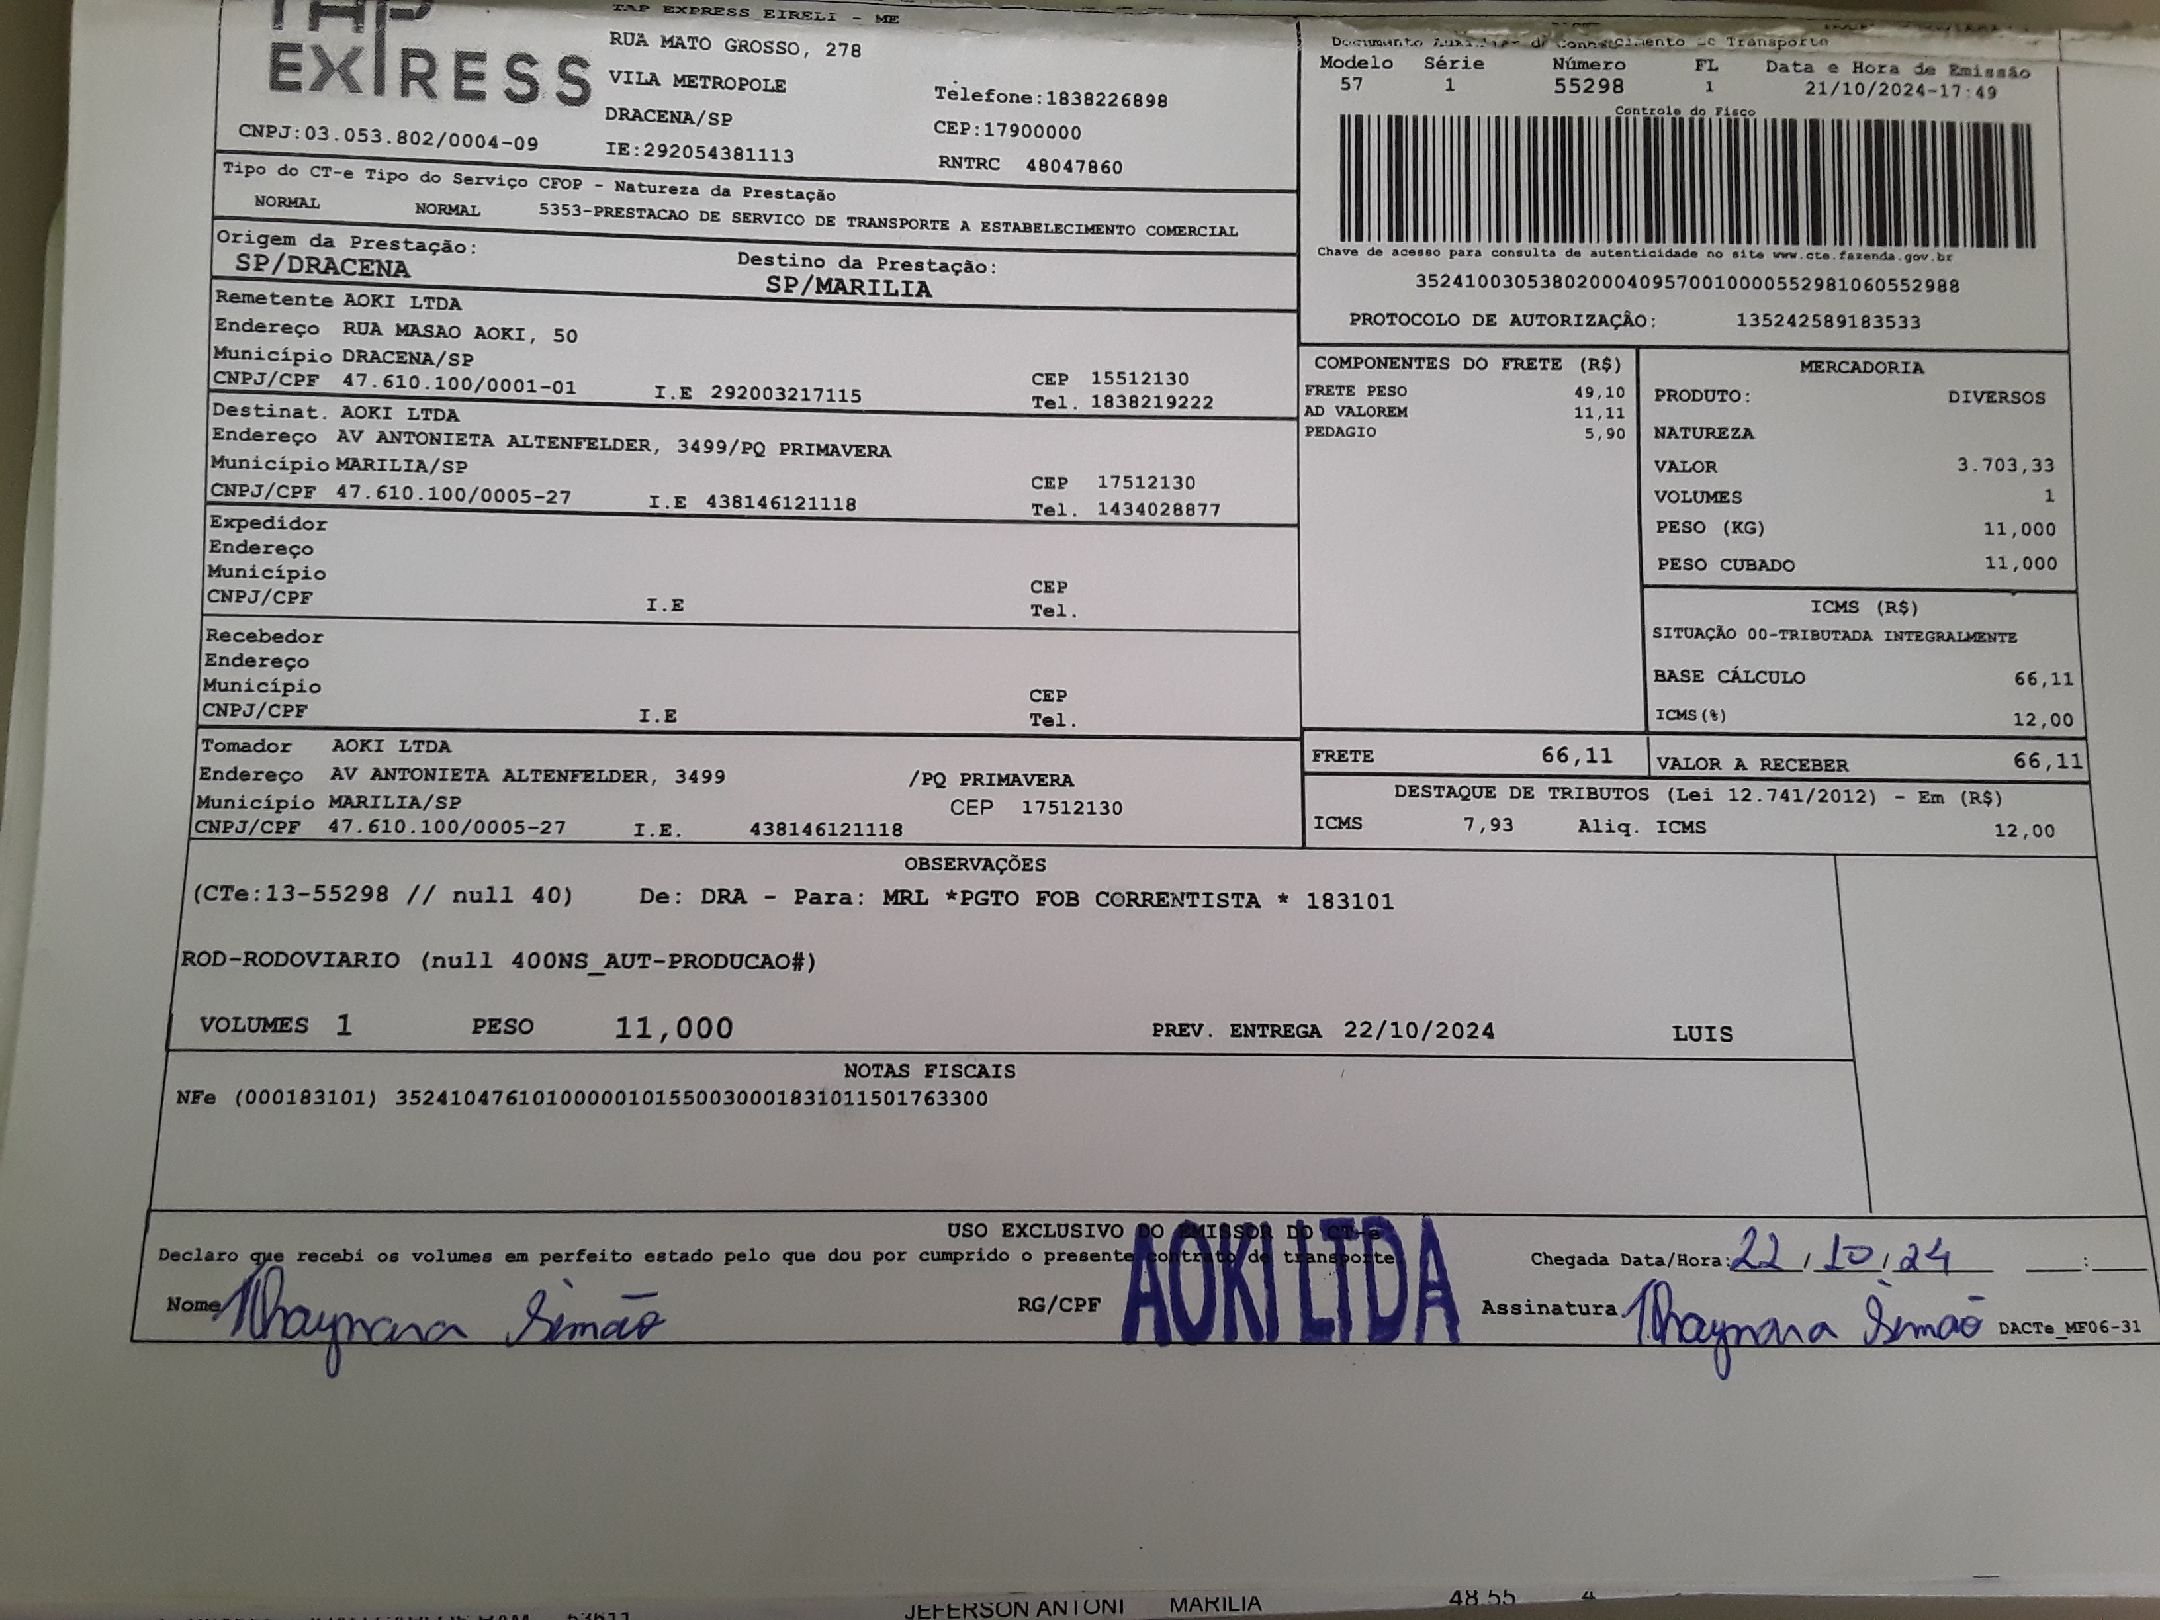 TAP
EXPRESS
TAP EXPRESS EIRELI - ME
RUA MATO GROSSO, 278
VILA METROPOLE
DRACENA/SP
IE:292054381113
Telefone:1838226898
CEP:17900000
RNTRC 48047860
CNPJ:03.053.802/0004-09
Documento Auxiliar de Conhecimento de Transporte
Modelo Série Número FL Data e Hora de Emissão
57 1 55298 1 21/10/2024-17:49
Controle do Fisco
Chave de acesso para consulta de autenticidade no site www.cte.fazenda.gov.br
35241003053802000409570010000552981060552988
PROTOCOLO DE AUTORIZAÇÃO: 135242589183533
Tipo do CT-e Tipo do Serviço CFOP - Natureza da Prestação
NORMAL NORMAL 5353-PRESTACAO DE SERVICO DE TRANSPORTE A ESTABELECIMENTO COMERCIAL
Origem da Prestação: Destino da Prestação:
SP/DRACENA SP/MARILIA
Remetente AOKI LTDA
Endereço RUA MASAO AOKI, 50
Município DRACENA/SP CEP 15512130
CNPJ/CPF 47.610.100/0001-01 I.E 292003217115 Tel. 1838219222
Destinat. AOKI LTDA
Endereço AV ANTONIETA ALTENFELDER, 3499/PQ PRIMAVERA
Município MARILIA/SP CEP 17512130
CNPJ/CPF 47.610.100/0005-27 I.E 438146121118 Tel. 1434028877
Expedidor
Endereço
Município CEP
CNPJ/CPF I.E Tel.
Recebedor
Endereço
Município CEP
CNPJ/CPF I.E Tel.
Tomador AOKI LTDA
Endereço AV ANTONIETA ALTENFELDER, 3499 /PQ PRIMAVERA
Município MARILIA/SP CEP 17512130
CNPJ/CPF 47.610.100/0005-27 I.E. 438146121118
COMPONENTES DO FRETE (R$)
FRETE PESO 49,10
AD VALOREM 11,11
PEDAGIO 5,90
MERCADORIA
PRODUTO: DIVERSOS
NATUREZA
VALOR 3.703,33
VOLUMES 1
PESO (KG) 11,000
PESO CUBADO 11,000
ICMS (R$)
SITUAÇÃO 00-TRIBUTADA INTEGRALMENTE
BASE CÁLCULO 66,11
ICMS(%) 12,00
FRETE 66,11 VALOR A RECEBER 66,11
DESTAQUE DE TRIBUTOS (Lei 12.741/2012) - Em (R$)
ICMS 7,93 Aliq. ICMS 12,00
OBSERVAÇÕES
(CTe:13-55298 // null 40) De: DRA - Para: MRL *PGTO FOB CORRENTISTA * 183101
ROD-RODOVIARIO (null 400NS_AUT-PRODUCAO#)
VOLUMES 1 PESO 11,000 PREV. ENTREGA 22/10/2024 LUIS
NOTAS FISCAIS
NFe (000183101) 35241047610100000101550030001831011501763300
USO EXCLUSIVO DO EMISSOR DO CT-e
Declaro que recebi os volumes em perfeito estado pelo que dou por cumprido o presente contrato de transporte
Chegada Data/Hora: 22/10/24 :
Nome Thaynara Simão RG/CPF AOKI LTDA Assinatura Thaynara Simão DACTe_MF06-31
JEFERSON ANTONI MARILIA 48,55 4